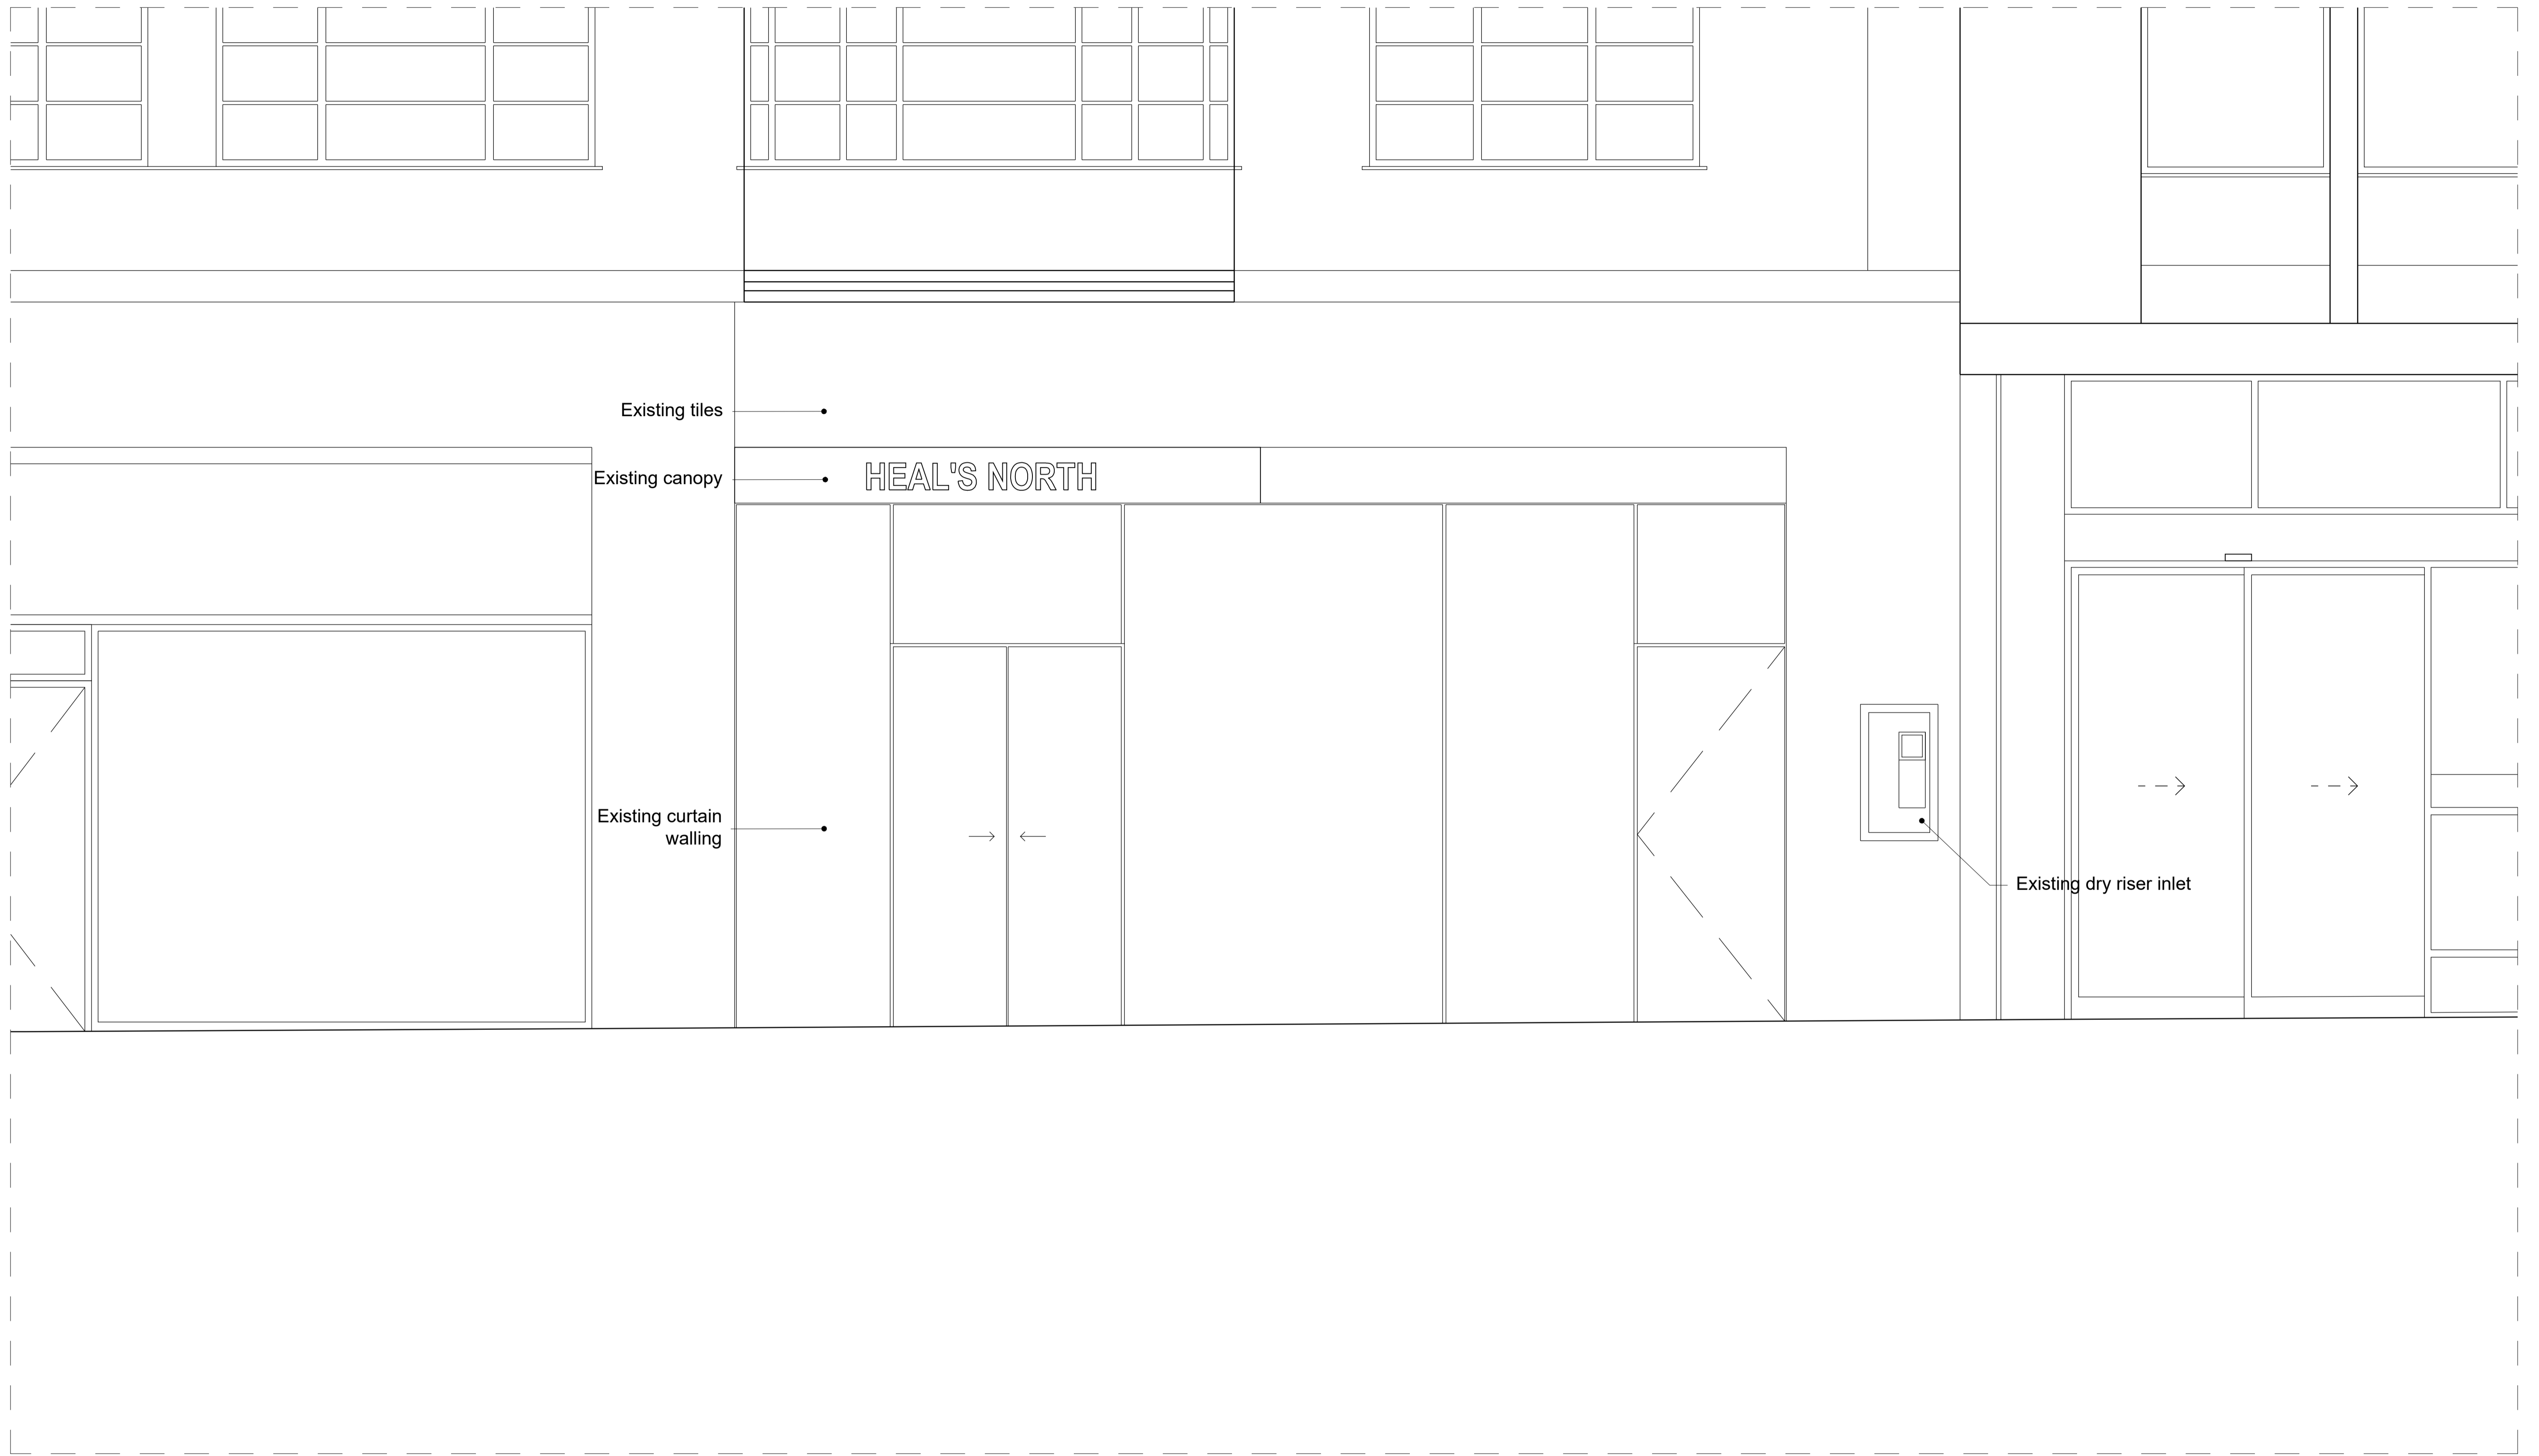 Existing tiles
Existing canopy
HEAL'S NORTH
Existing curtain
walling
Existing dry riser inlet